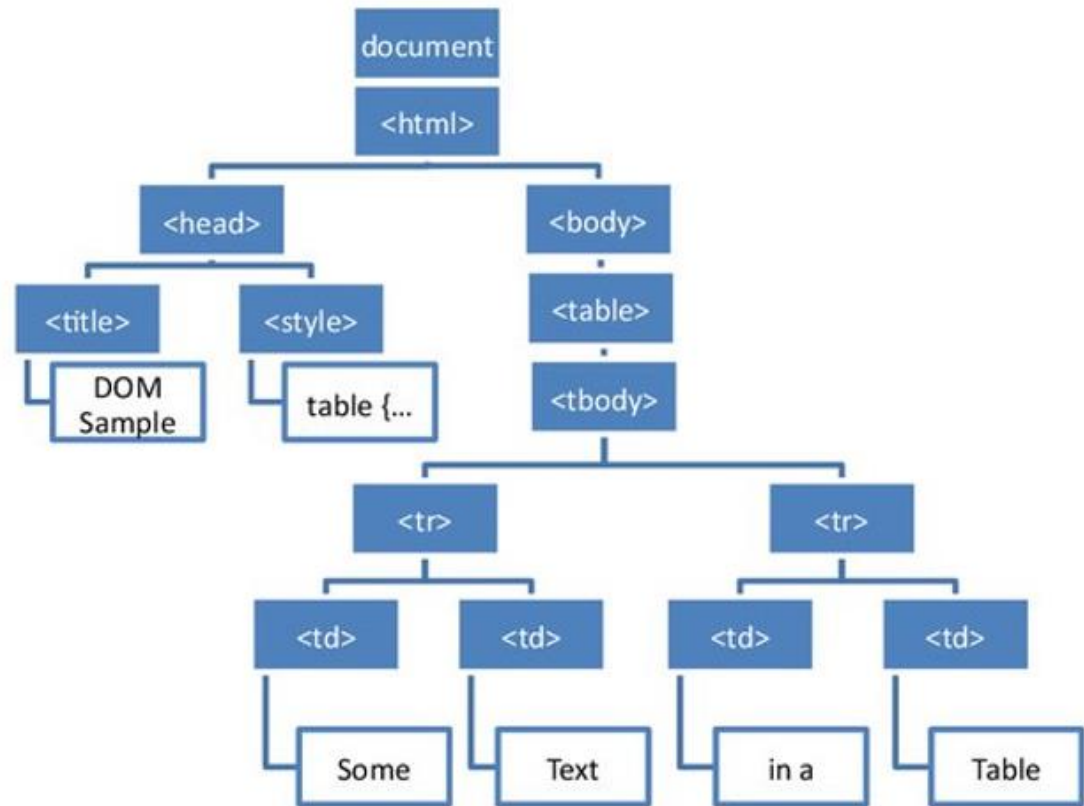 document
<html>
<head>
<body>
<title>
<style>
<table>
DOM
Sample
table {...
<tbody>
<tr>
<tr>
<td>
<td>
<td>
<td>
Some
Text
in a
Table